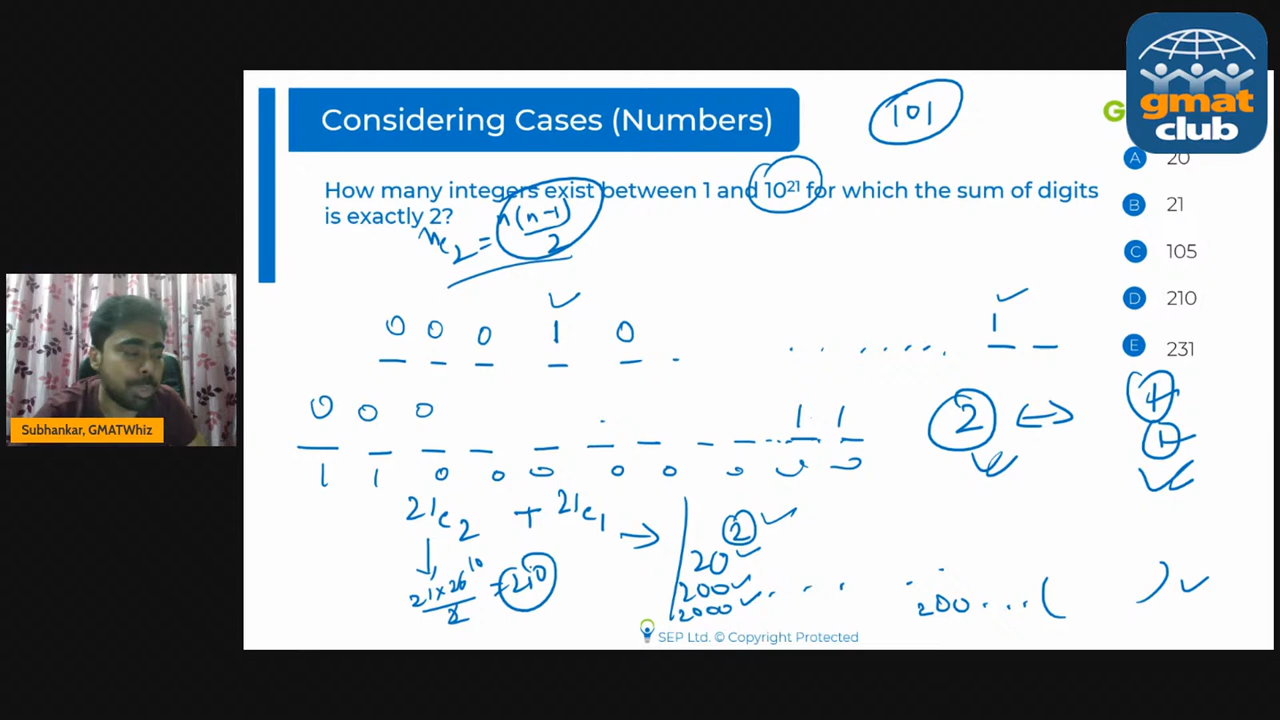 Considering Cases (Numbers)
101
G
gmat
club
How many integers exist between 1 and 10²¹ for which the sum of digits
is exactly 2?
nc₂ = n(n-1)/2
A 20
B 21
C 105
D 210
E 231
0 0 0 1 0 1
0 0 0 1 1
2 ↔ 1
1
1 1 0 0 0 0 0 0
21c₂ + 21c₁ →
2
20
200
2000
200...( )
= 210
Subhankar, GMATWhiz
SEP Ltd. © Copyright Protected